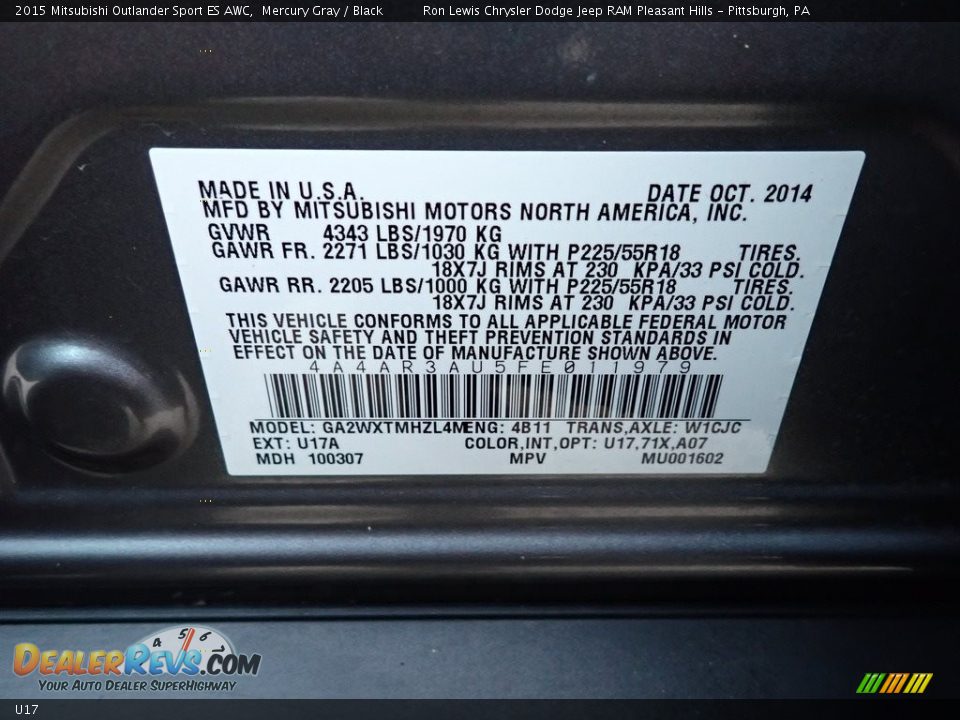 2015 Mitsubishi Outlander Sport ES AWC, Mercury Gray / Black Ron Lewis Chrysler Dodge Jeep RAM Pleasant Hills - Pittsburgh, PA
MADE IN U.S.A. DATE OCT. 2014
MFD BY MITSUBISHI MOTORS NORTH AMERICA, INC.
GVWR 4343 LBS/1970 KG
GAWR FR. 2271 LBS/1030 KG WITH P225/55R18 TIRES.
18X7J RIMS AT 230 KPA/33 PSI COLD.
GAWR RR. 2205 LBS/1000 KG WITH P225/55R18 TIRES.
18X7J RIMS AT 230 KPA/33 PSI COLD.
THIS VEHICLE CONFORMS TO ALL APPLICABLE FEDERAL MOTOR
VEHICLE SAFETY AND THEFT PREVENTION STANDARDS IN
EFFECT ON THE DATE OF MANUFACTURE SHOWN ABOVE.
4A4AR3AU5FE011979
MODEL: GA2WXTMHZL4M ENG: 4B11 TRANS,AXLE: W1CJC
EXT: U17A COLOR,INT,OPT: U17,71X,A07
MDH 100307 MPV MU001602
4 5 6 7
DEALERREVS.COM
YOUR AUTO DEALER SUPERHIGHWAY
U17